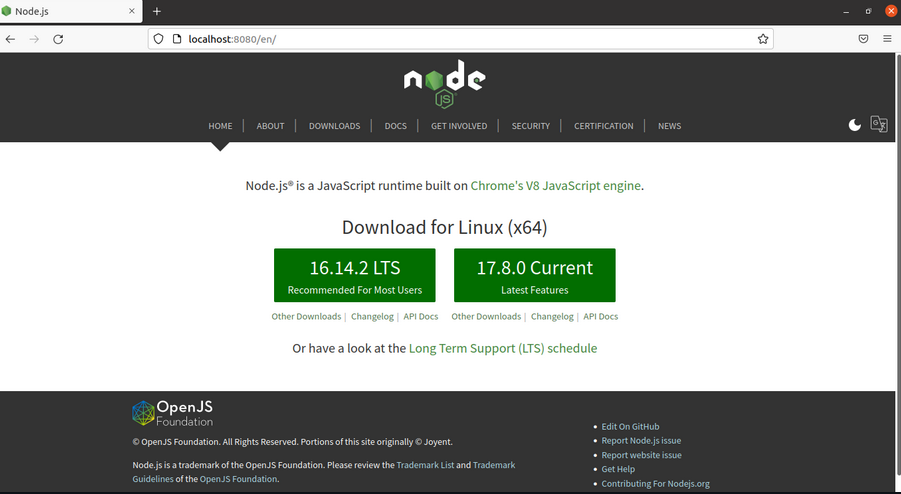 Node.js
localhost:8080/en/
node
JS
HOME ABOUT DOWNLOADS DOCS GET INVOLVED SECURITY CERTIFICATION NEWS
Node.js® is a JavaScript runtime built on Chrome's V8 JavaScript engine.
Download for Linux (x64)
16.14.2 LTS
Recommended For Most Users
17.8.0 Current
Latest Features
Other Downloads | Changelog | API Docs
Other Downloads | Changelog | API Docs
Or have a look at the Long Term Support (LTS) schedule
OpenJS
Foundation
© OpenJS Foundation. All Rights Reserved. Portions of this site originally © Joyent.
Node.js is a trademark of the OpenJS Foundation. Please review the Trademark List and Trademark
Guidelines of the OpenJS Foundation.
Edit On GitHub
Report Node.js issue
Report website issue
Get Help
Contributing For Nodejs.org